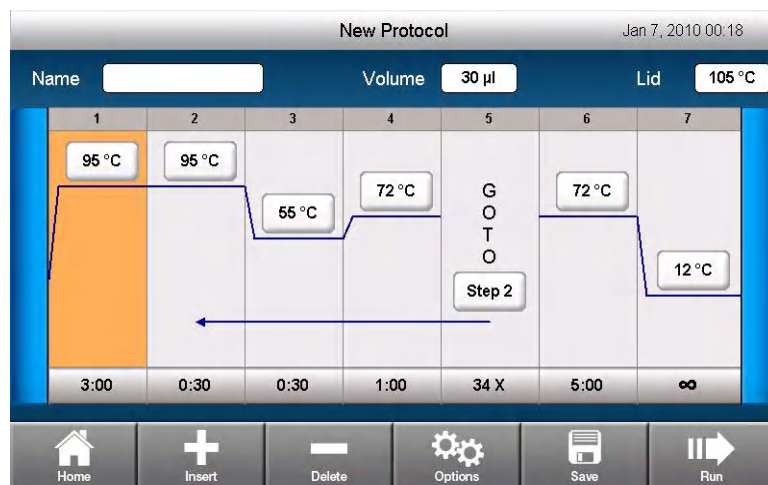 New Protocol
Jan 7, 2010 00:18
Name
Volume 30 µl
Lid 105 °C
1 2 3 4 5 6 7
95 °C 95 °C 55 °C 72 °C GOTO Step 2 72 °C 12 °C
3:00 0:30 0:30 1:00 34 X 5:00 ∞
Home Insert Delete Options Save Run